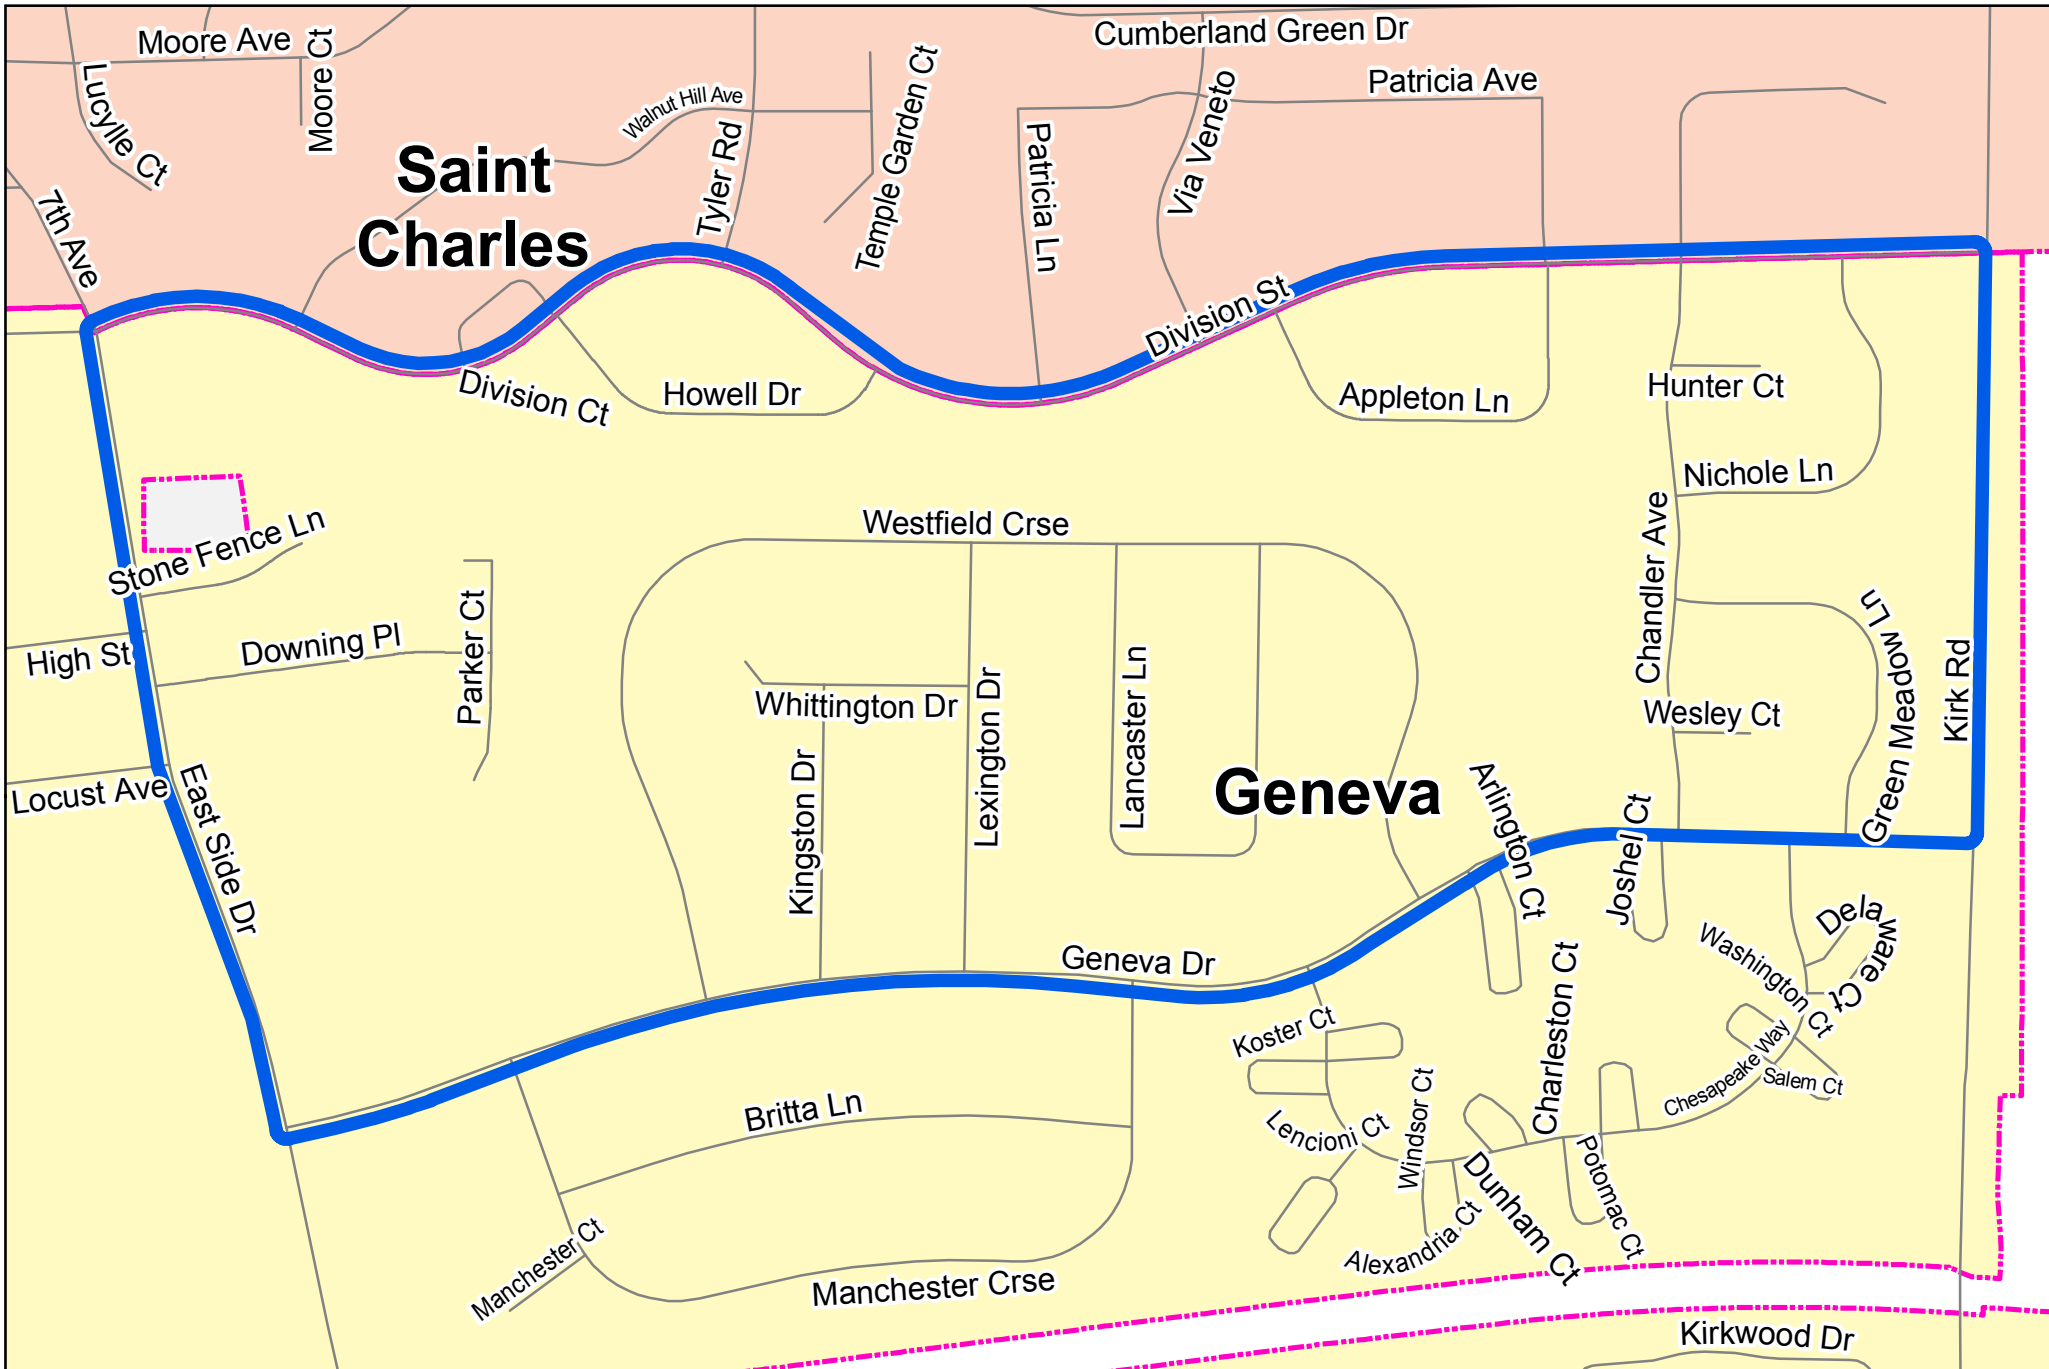 Cumberland Green Dr
Moore Ave
Moore Ct
Patricia Ave
Lucylle Ct
Walnut Hill Ave
Temple Garden Ct
Tyler Rd
Via Veneto
Patricia Ln
Saint
Charles
7th Ave
Division St
Division Ct
Howell Dr
Appleton Ln
Hunter Ct
Nichole Ln
Westfield Crse
Stone Fence Ln
Chandler Ave
High St
Downing Pl
Parker Ct
Whittington Dr
Lexington Dr
Lancaster Ln
Wesley Ct
Green Meadow Ln
Kirk Rd
Locust Ave
East Side Dr
Kingston Dr
Geneva
Arlington Ct
Joshel Ct
Delaware Ct
Washington Ct
Geneva Dr
Koster Ct
Charleston Ct
Chesapeake Way
Salem Ct
Britta Ln
Lencioni Ct
Windsor Ct
Dunham Ct
Potomac Ct
Alexandria Ct
Manchester Ct
Manchester Crse
Kirkwood Dr